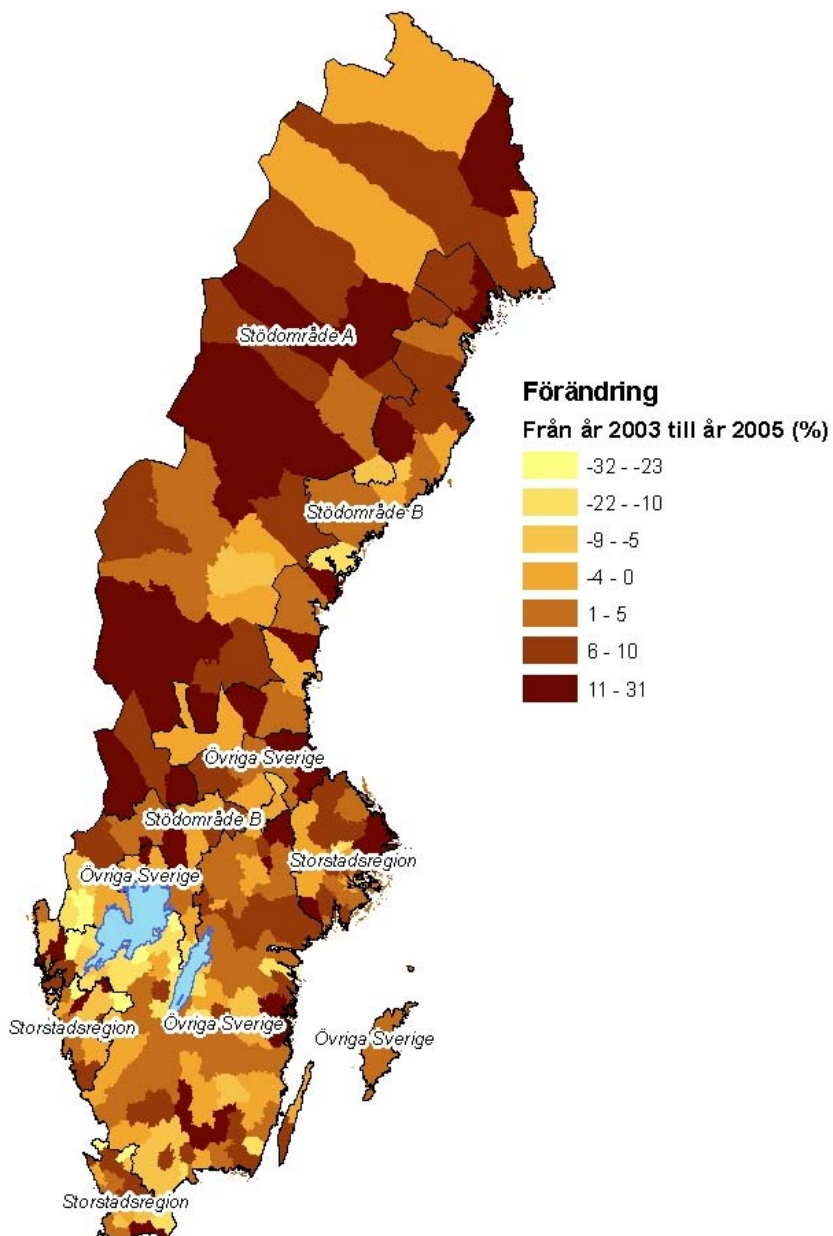 Stödområde A
Förändring
Från år 2003 till år 2005 (%)
-32 - -23
-22 - -10
-9 - -5
-4 - 0
1 - 5
6 - 10
11 - 31
Stödområde B
Övriga Sverige
Stödområde B
Storstadsregion
Övriga Sverige
Storstadsregion
Övriga Sverige
Övriga Sverige
Storstadsregion